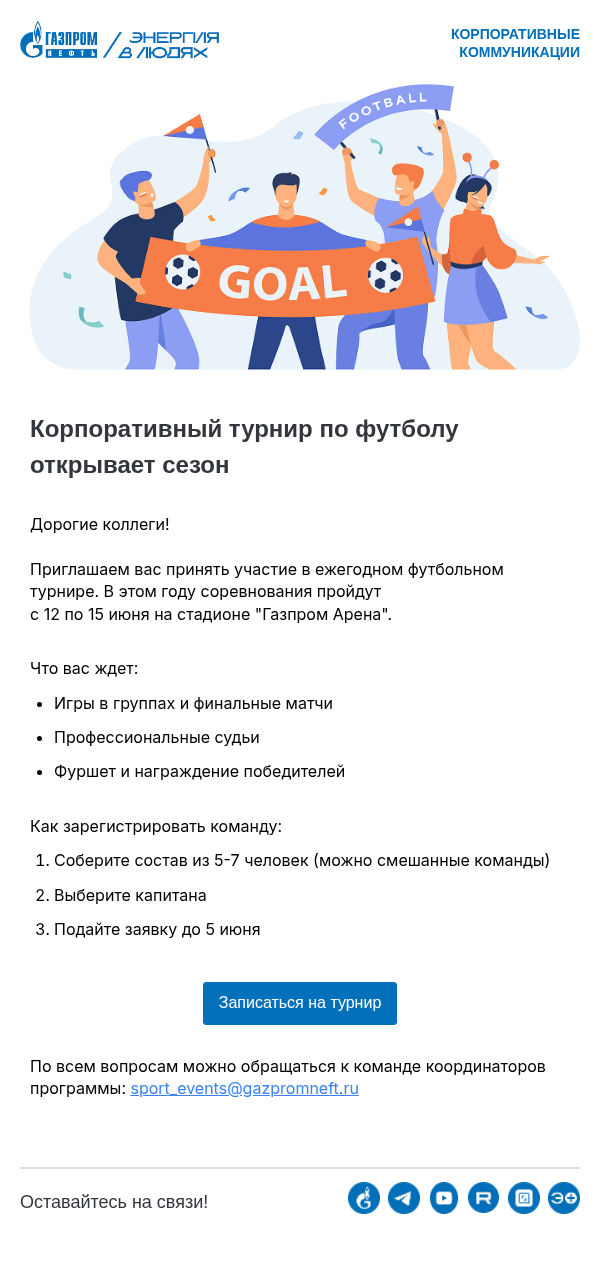 ГАЗПРОМ
НЕФТЬ
ЭНЕРГИЯ
В ЛЮДЯХ
КОРПОРАТИВНЫЕ
КОММУНИКАЦИИ
FOOTBALL
GOAL
Корпоративный турнир по футболу
открывает сезон
Дорогие коллеги!
Приглашаем вас принять участие в ежегодном футбольном
турнире. В этом году соревнования пройдут
с 12 по 15 июня на стадионе "Газпром Арена".
Что вас ждет:
• Игры в группах и финальные матчи
• Профессиональные судьи
• Фуршет и награждение победителей
Как зарегистрировать команду:
1. Соберите состав из 5-7 человек (можно смешанные команды)
2. Выберите капитана
3. Подайте заявку до 5 июня
Записаться на турнир
По всем вопросам можно обращаться к команде координаторов
программы: sport_events@gazpromneft.ru
Оставайтесь на связи!